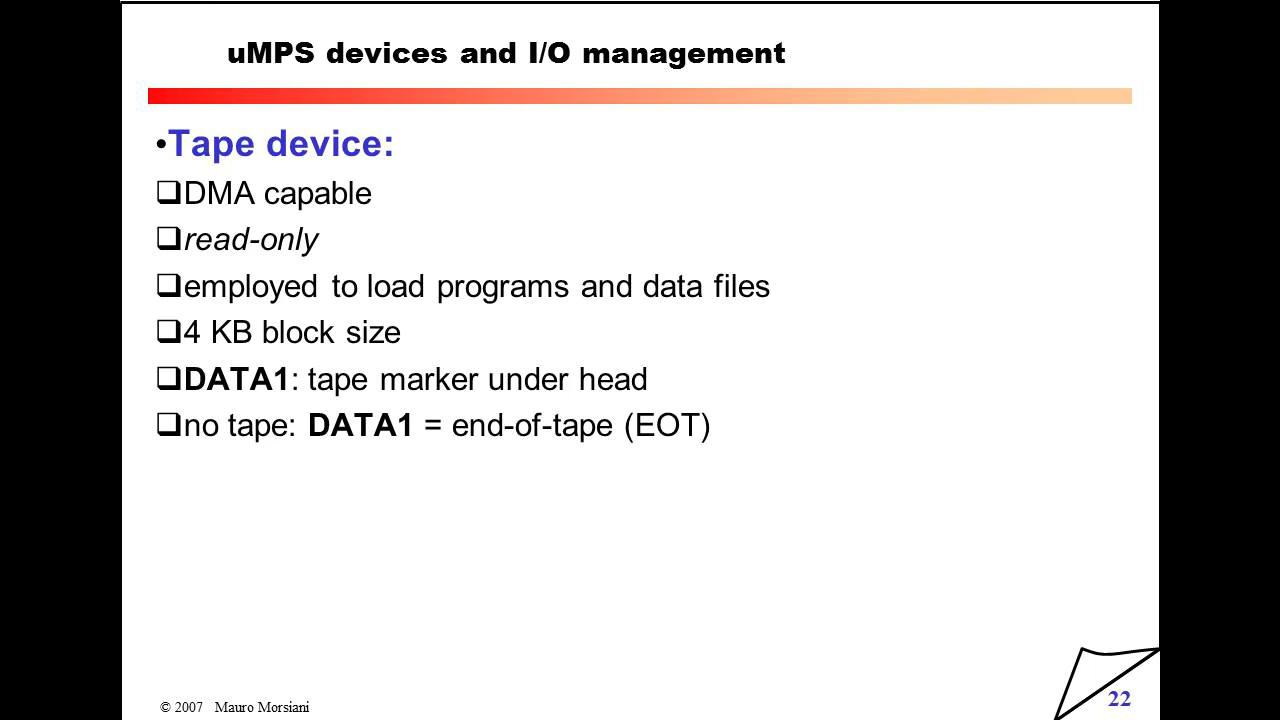 uMPS devices and I/O management
•Tape device:
❑DMA capable
❑read-only
❑employed to load programs and data files
❑4 KB block size
❑DATA1: tape marker under head
❑no tape: DATA1 = end-of-tape (EOT)
© 2007 Mauro Morsiani
22